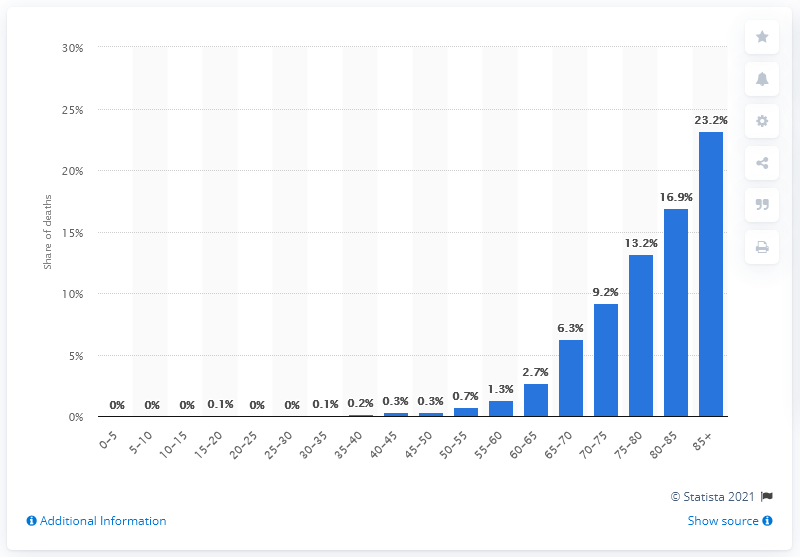 30%
25%
20%
15%
10%
5%
0%
Share of deaths
0% 0% 0% 0.1% 0% 0% 0.1% 0.2% 0.3% 0.3% 0.7% 1.3% 2.7% 6.3% 9.2% 13.2% 16.9% 23.2%
0–5 5–10 10–15 15–20 20–25 25–30 30–35 35–40 40–45 45–50 50–55 55–60 60–65 65–70 70–75 75–80 80–85 85+
© Statista 2021
Additional Information
Show source